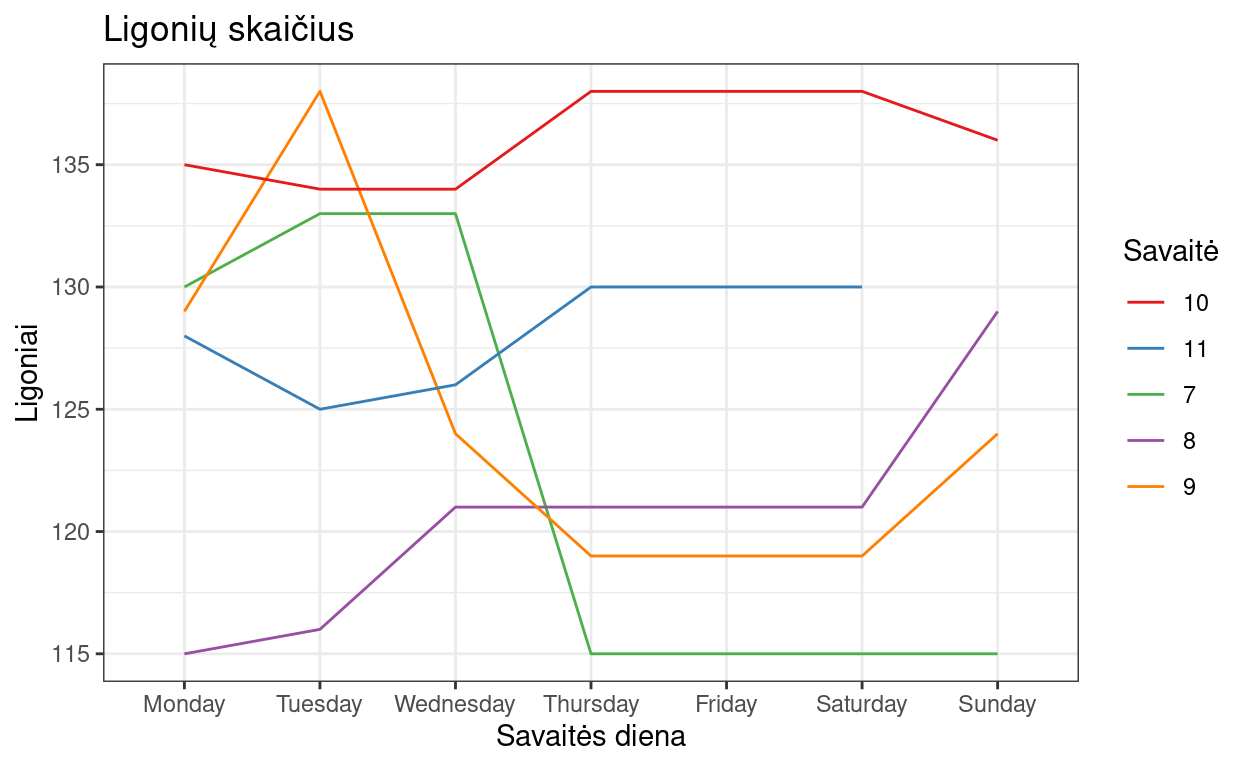 Ligonių skaičius
135
130
125
120
115
Ligoniai
Monday Tuesday Wednesday Thursday Friday Saturday Sunday
Savaitės diena
Savaitė
10
11
7
8
9